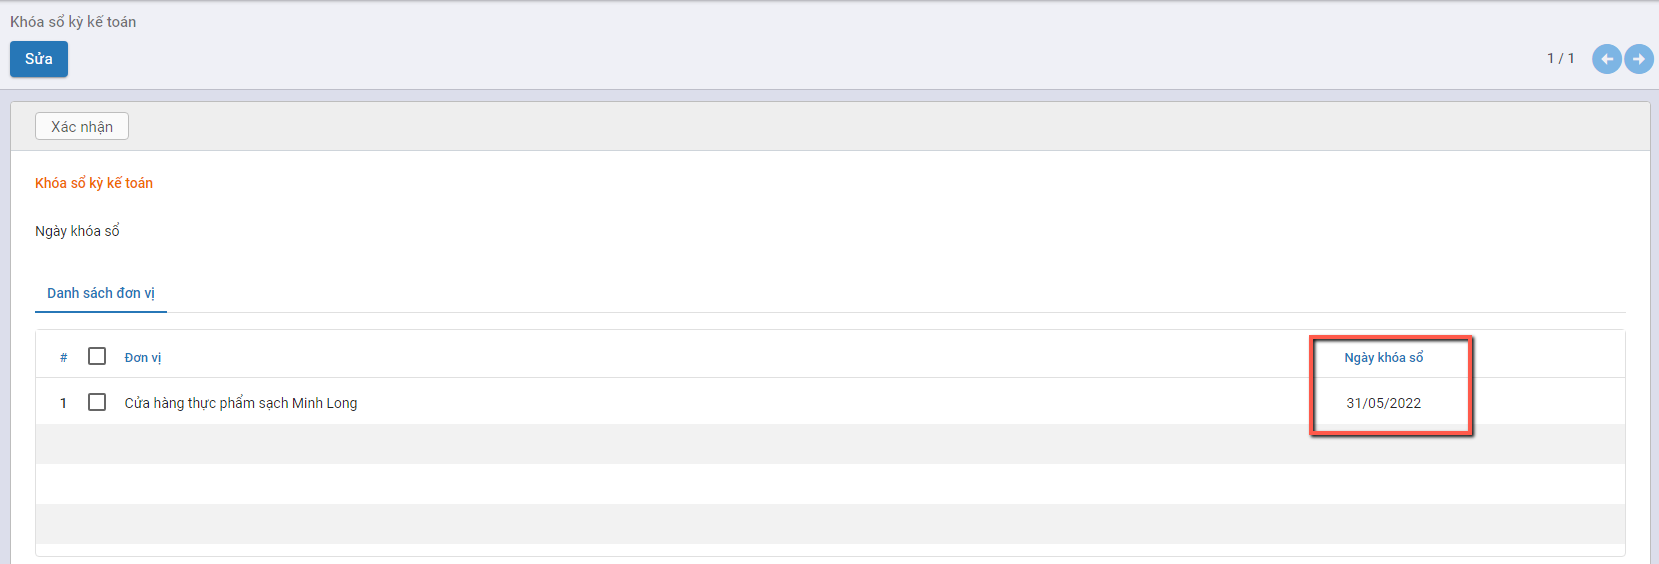 Khóa sổ kỳ kế toán
Sửa
1 / 1
Xác nhận
Khóa sổ kỳ kế toán
Ngày khóa sổ
Danh sách đơn vị
# Đơn vị Ngày khóa sổ
1 Cửa hàng thực phẩm sạch Minh Long 31/05/2022